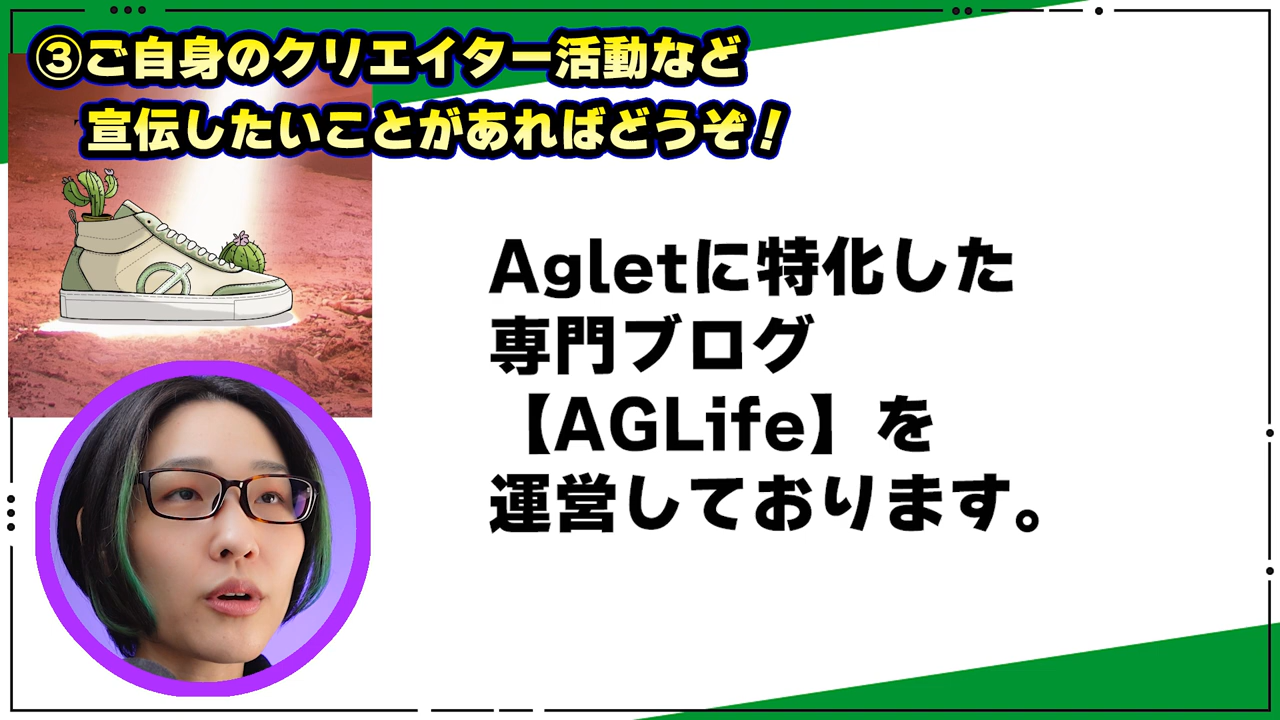 ③ご自身のクリエイター活動など
宣伝したいことがあればどうぞ！
Agletに特化した
専門ブログ
【AGLife】を
運営しております。